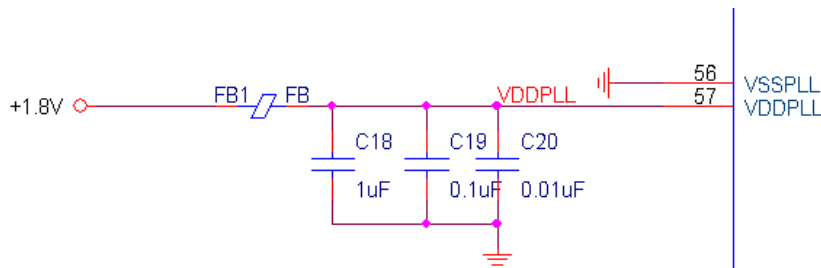 56
VSSPLL
+1.8V FB1 FB VDDPLL 57 VDDPLL
C18 C19 C20
1uF 0.1uF 0.01uF